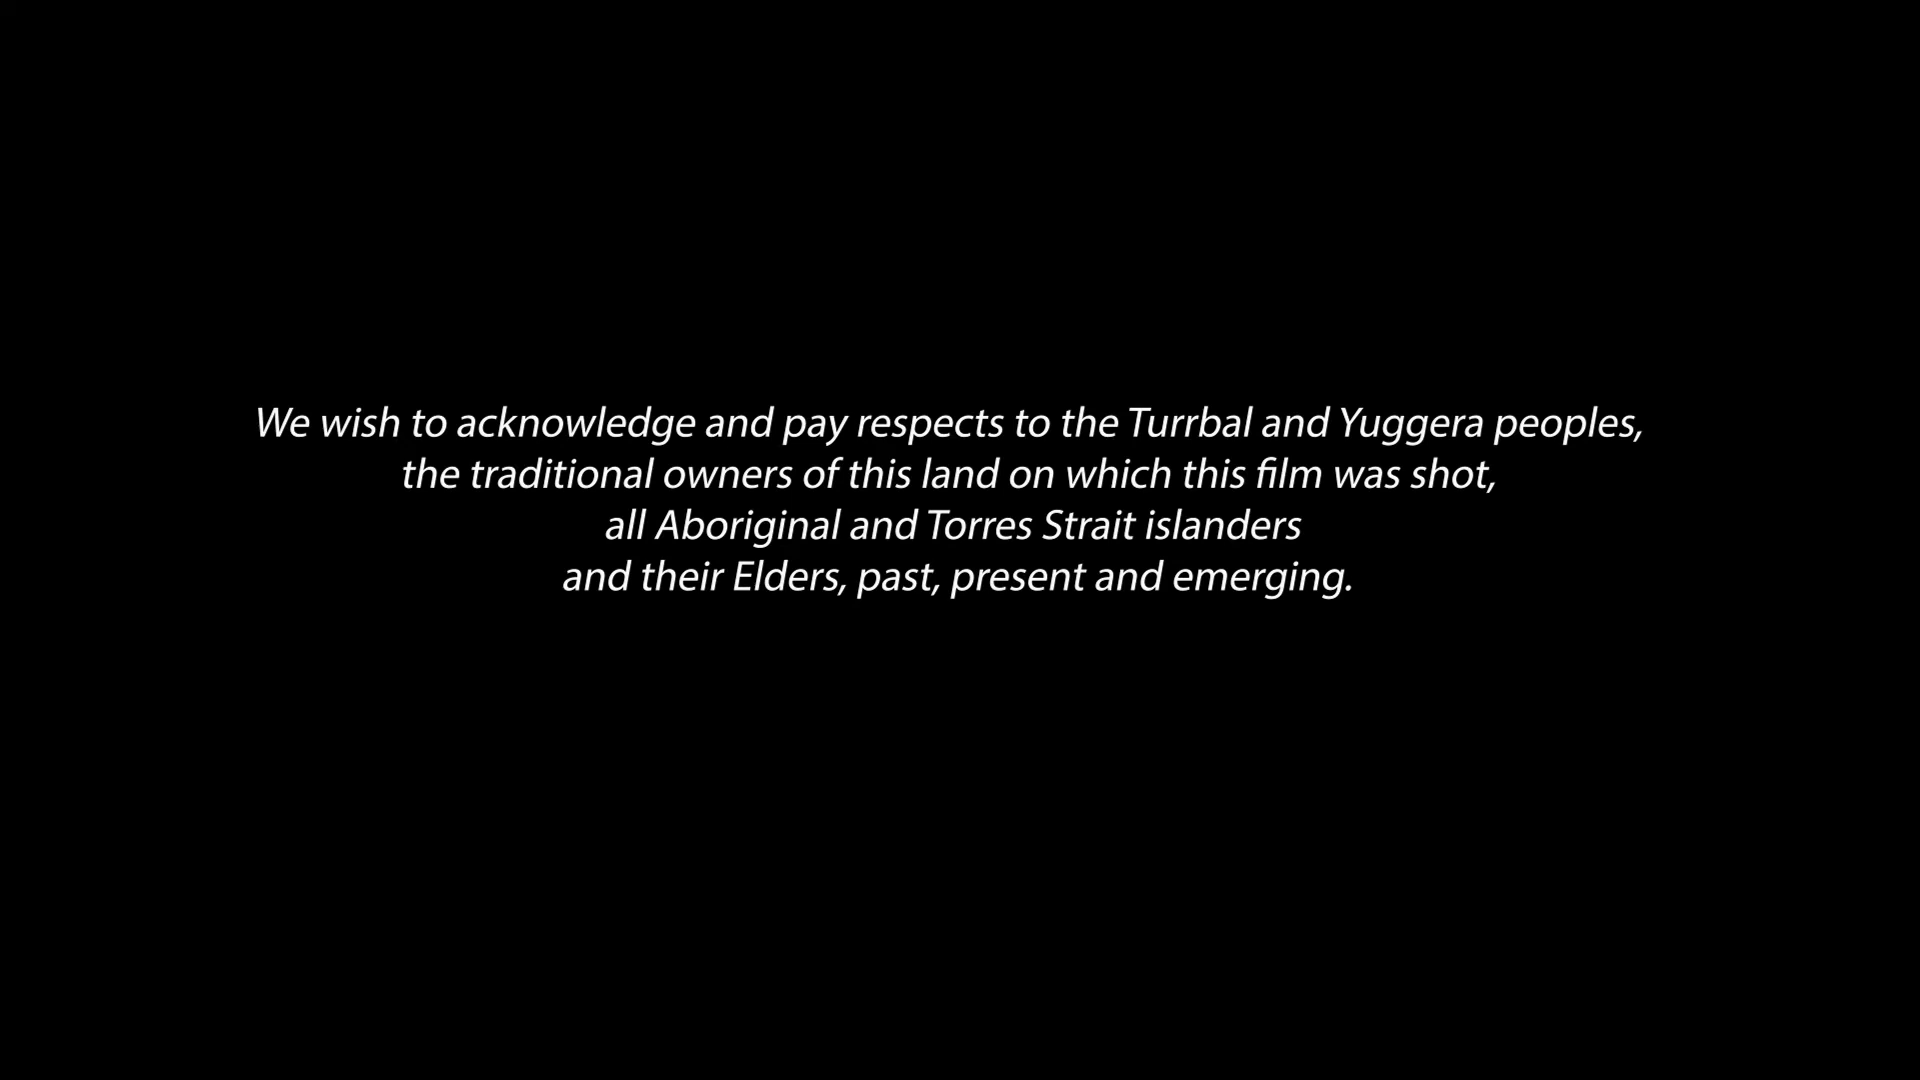 We wish to acknowledge and pay respects to the Turrbal and Yuggera peoples,
the traditional owners of this land on which this film was shot,
all Aboriginal and Torres Strait islanders
and their Elders, past, present and emerging.